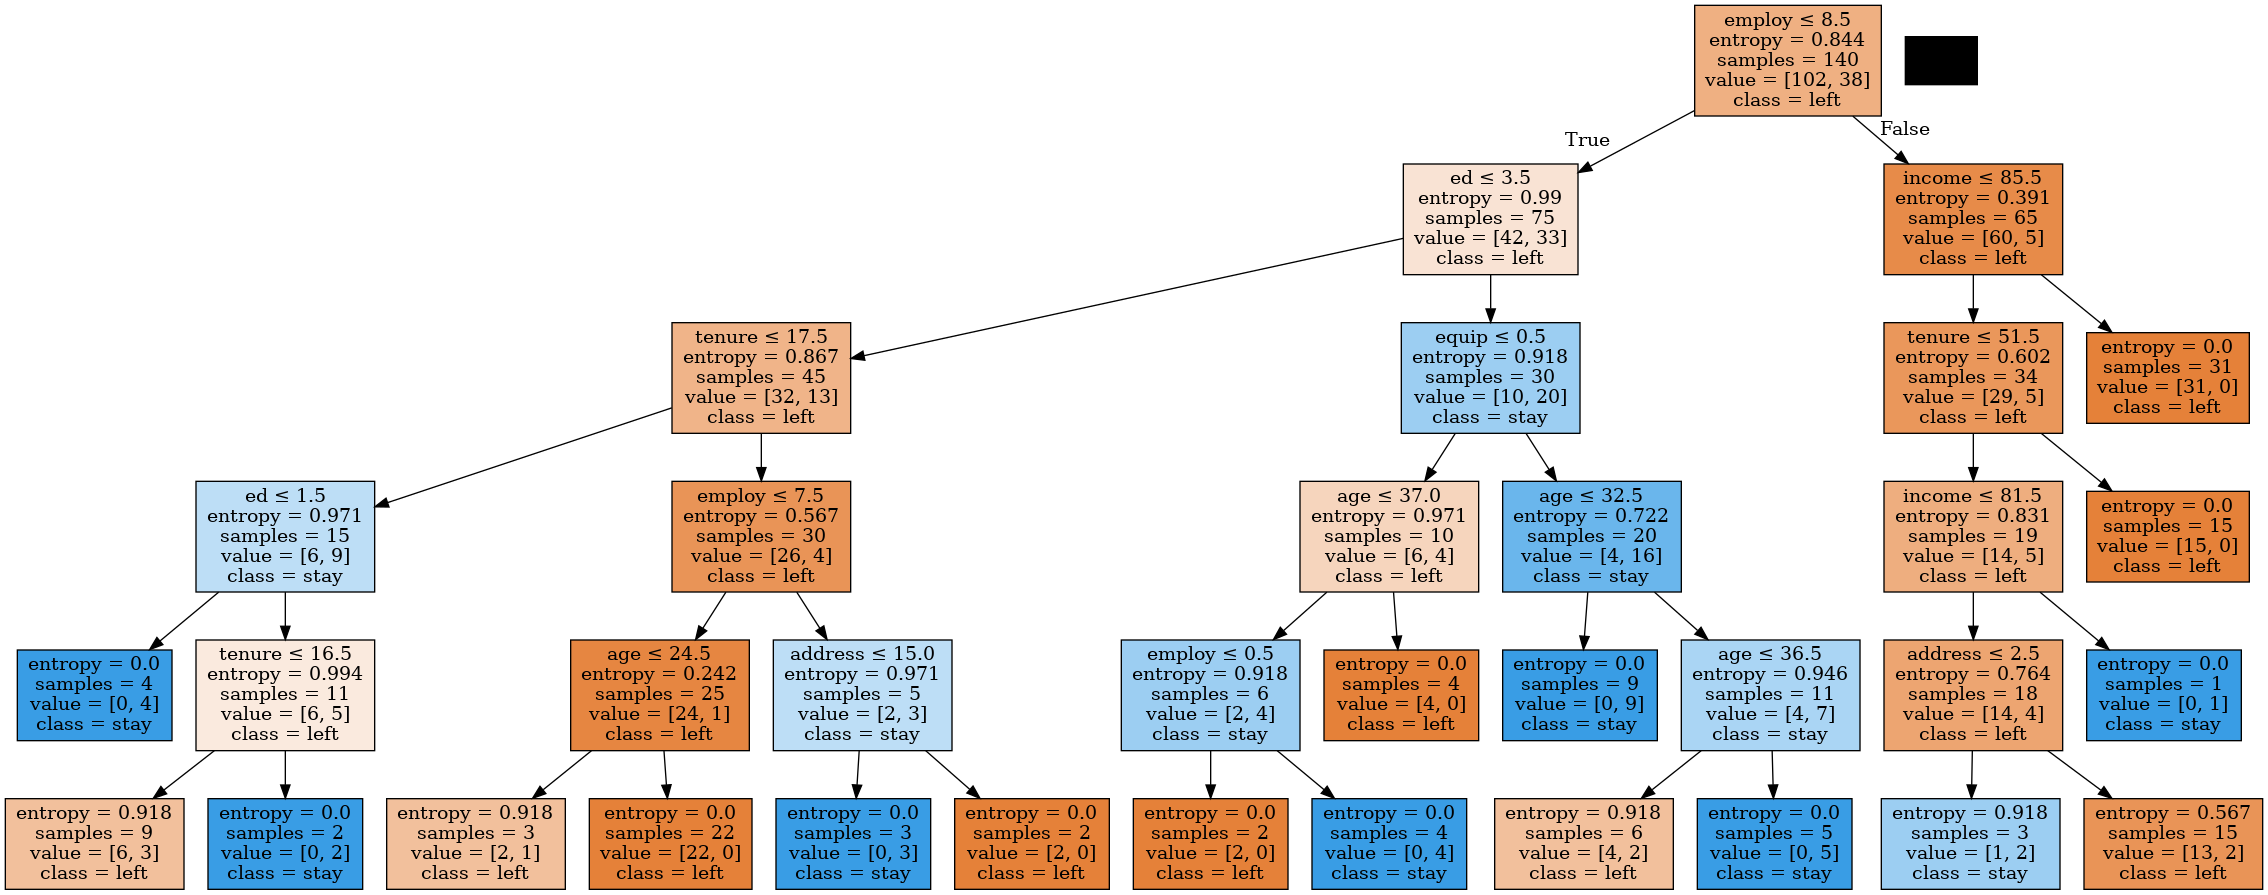 employ ≤ 8.5
entropy = 0.844
samples = 140
value = [102, 38]
class = left
True
False
ed ≤ 3.5
entropy = 0.99
samples = 75
value = [42, 33]
class = left
income ≤ 85.5
entropy = 0.391
samples = 65
value = [60, 5]
class = left
tenure ≤ 17.5
entropy = 0.867
samples = 45
value = [32, 13]
class = left
equip ≤ 0.5
entropy = 0.918
samples = 30
value = [10, 20]
class = stay
tenure ≤ 51.5
entropy = 0.602
samples = 34
value = [29, 5]
class = left
entropy = 0.0
samples = 31
value = [31, 0]
class = left
ed ≤ 1.5
entropy = 0.971
samples = 15
value = [6, 9]
class = stay
employ ≤ 7.5
entropy = 0.567
samples = 30
value = [26, 4]
class = left
age ≤ 37.0
entropy = 0.971
samples = 10
value = [6, 4]
class = left
age ≤ 32.5
entropy = 0.722
samples = 20
value = [4, 16]
class = stay
income ≤ 81.5
entropy = 0.831
samples = 19
value = [14, 5]
class = left
entropy = 0.0
samples = 15
value = [15, 0]
class = left
entropy = 0.0
samples = 4
value = [0, 4]
class = stay
tenure ≤ 16.5
entropy = 0.994
samples = 11
value = [6, 5]
class = left
age ≤ 24.5
entropy = 0.242
samples = 25
value = [24, 1]
class = left
address ≤ 15.0
entropy = 0.971
samples = 5
value = [2, 3]
class = stay
employ ≤ 0.5
entropy = 0.918
samples = 6
value = [2, 4]
class = stay
entropy = 0.0
samples = 4
value = [4, 0]
class = left
entropy = 0.0
samples = 9
value = [0, 9]
class = stay
age ≤ 36.5
entropy = 0.946
samples = 11
value = [4, 7]
class = stay
address ≤ 2.5
entropy = 0.764
samples = 18
value = [14, 4]
class = left
entropy = 0.0
samples = 1
value = [0, 1]
class = stay
entropy = 0.918
samples = 9
value = [6, 3]
class = left
entropy = 0.0
samples = 2
value = [0, 2]
class = stay
entropy = 0.918
samples = 3
value = [2, 1]
class = left
entropy = 0.0
samples = 22
value = [22, 0]
class = left
entropy = 0.0
samples = 3
value = [0, 3]
class = stay
entropy = 0.0
samples = 2
value = [2, 0]
class = left
entropy = 0.0
samples = 2
value = [2, 0]
class = left
entropy = 0.0
samples = 4
value = [0, 4]
class = stay
entropy = 0.918
samples = 6
value = [4, 2]
class = left
entropy = 0.0
samples = 5
value = [0, 5]
class = stay
entropy = 0.918
samples = 3
value = [1, 2]
class = stay
entropy = 0.567
samples = 15
value = [13, 2]
class = left